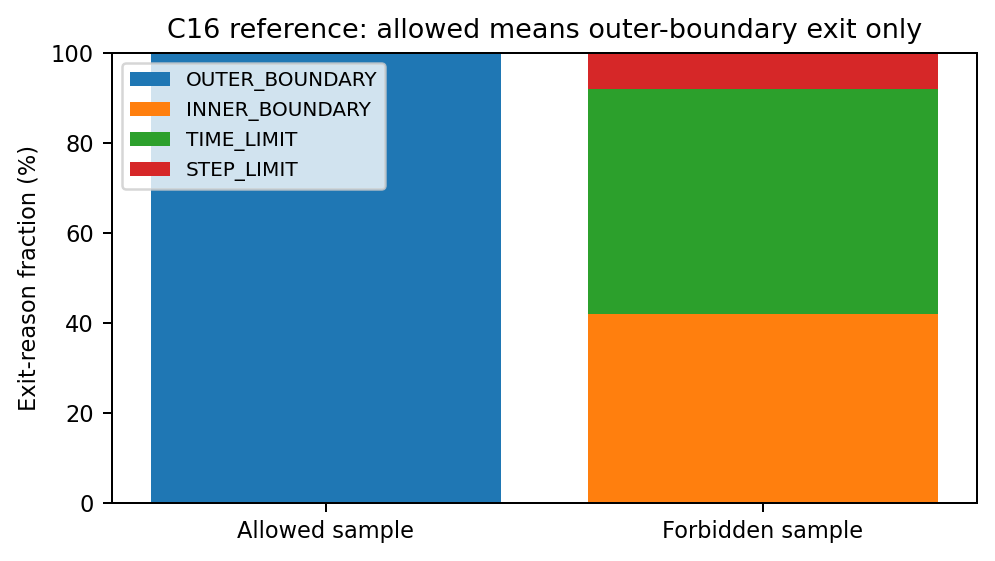 C16 reference: allowed means outer-boundary exit only
Exit-reason fraction (%)
100
80
60
40
20
0
OUTER_BOUNDARY
INNER_BOUNDARY
TIME_LIMIT
STEP_LIMIT
Allowed sample
Forbidden sample